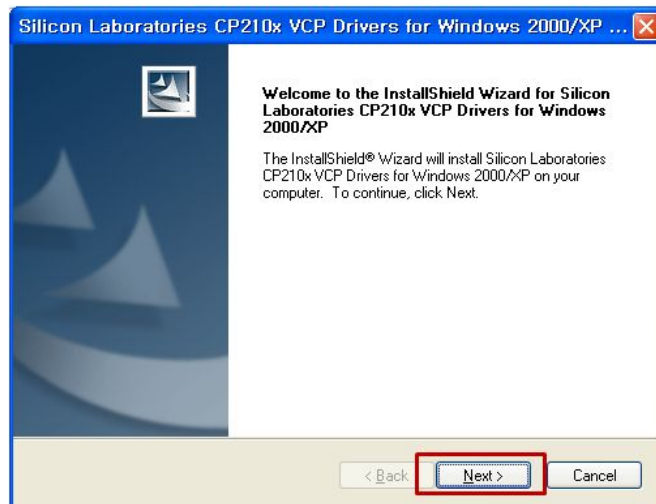 Silicon Laboratories CP210x VCP Drivers for Windows 2000/XP ...
Welcome to the InstallShield Wizard for Silicon
Laboratories CP210x VCP Drivers for Windows
2000/XP
The InstallShield® Wizard will install Silicon Laboratories
CP210x VCP Drivers for Windows 2000/XP on your
computer. To continue, click Next.
< Back Next > Cancel